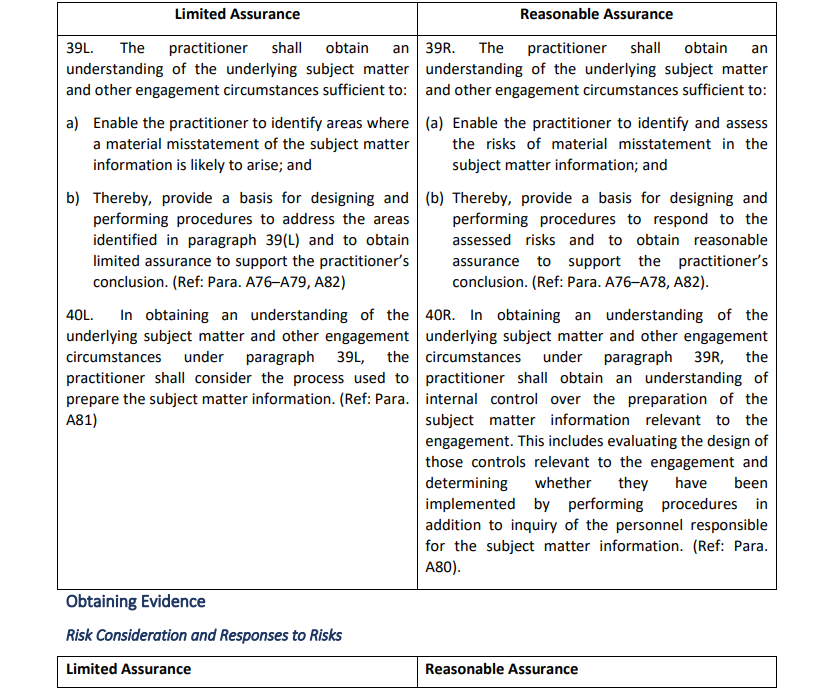 Limited Assurance
Reasonable Assurance
39L. The practitioner shall obtain an
understanding of the underlying subject matter
and other engagement circumstances sufficient to:
a) Enable the practitioner to identify areas where
a material misstatement of the subject matter
information is likely to arise; and
b) Thereby, provide a basis for designing and
performing procedures to address the areas
identified in paragraph 39(L) and to obtain
limited assurance to support the practitioner’s
conclusion. (Ref: Para. A76–A79, A82)
40L. In obtaining an understanding of the
underlying subject matter and other engagement
circumstances under paragraph 39L, the
practitioner shall consider the process used to
prepare the subject matter information. (Ref: Para.
A81)
39R. The practitioner shall obtain an
understanding of the underlying subject matter
and other engagement circumstances sufficient to:
(a) Enable the practitioner to identify and assess
the risks of material misstatement in the
subject matter information; and
(b) Thereby, provide a basis for designing and
performing procedures to respond to the
assessed risks and to obtain reasonable
assurance to support the practitioner’s
conclusion. (Ref: Para. A76–A78, A82).
40R. In obtaining an understanding of the
underlying subject matter and other engagement
circumstances under paragraph 39R, the
practitioner shall obtain an understanding of
internal control over the preparation of the
subject matter information relevant to the
engagement. This includes evaluating the design of
those controls relevant to the engagement and
determining whether they have been
implemented by performing procedures in
addition to inquiry of the personnel responsible
for the subject matter information. (Ref: Para.
A80).
Obtaining Evidence
Risk Consideration and Responses to Risks
Limited Assurance
Reasonable Assurance